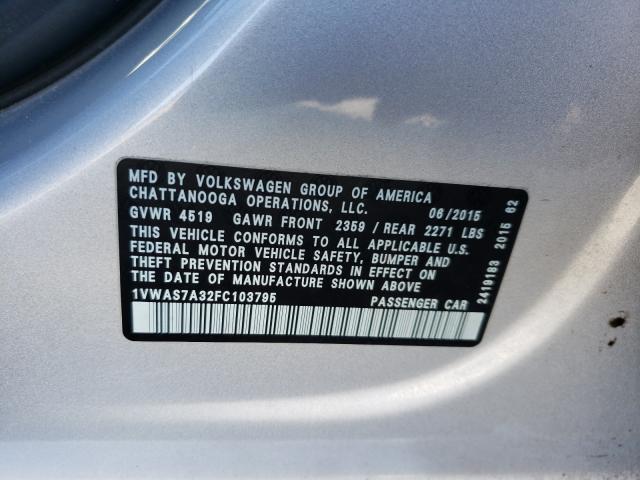 MFD BY VOLKSWAGEN GROUP OF AMERICA
CHATTANOOGA OPERATIONS, LLC. 06/2015
GVWR 4519 GAWR FRONT 2359 / REAR 2271 LBS
THIS VEHICLE CONFORMS TO ALL APPLICABLE U.S.
FEDERAL MOTOR VEHICLE SAFETY, BUMPER AND
THEFT PREVENTION STANDARDS IN EFFECT ON
THE DATE OF MANUFACTURE SHOWN ABOVE
1VWAS7A32FC103795 PASSENGER CAR
2419183 2015 62